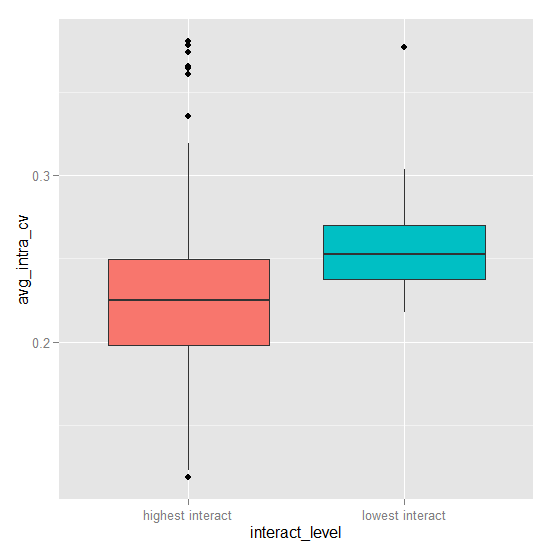 avg_intra_cv
0.3
0.2
highest interact
lowest interact
interact_level